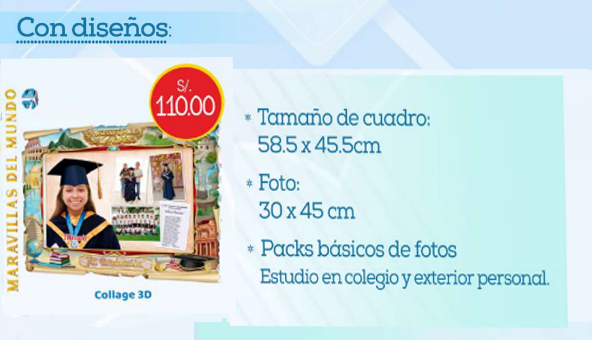 Con diseños:
MARAVILLAS DEL MUNDO
S/.
110.00
Collage 3D
* Tamaño de cuadro:
58.5 x 45.5cm
* Foto:
30 x 45 cm
* Packs básicos de fotos
Estudio en colegio y exterior personal.